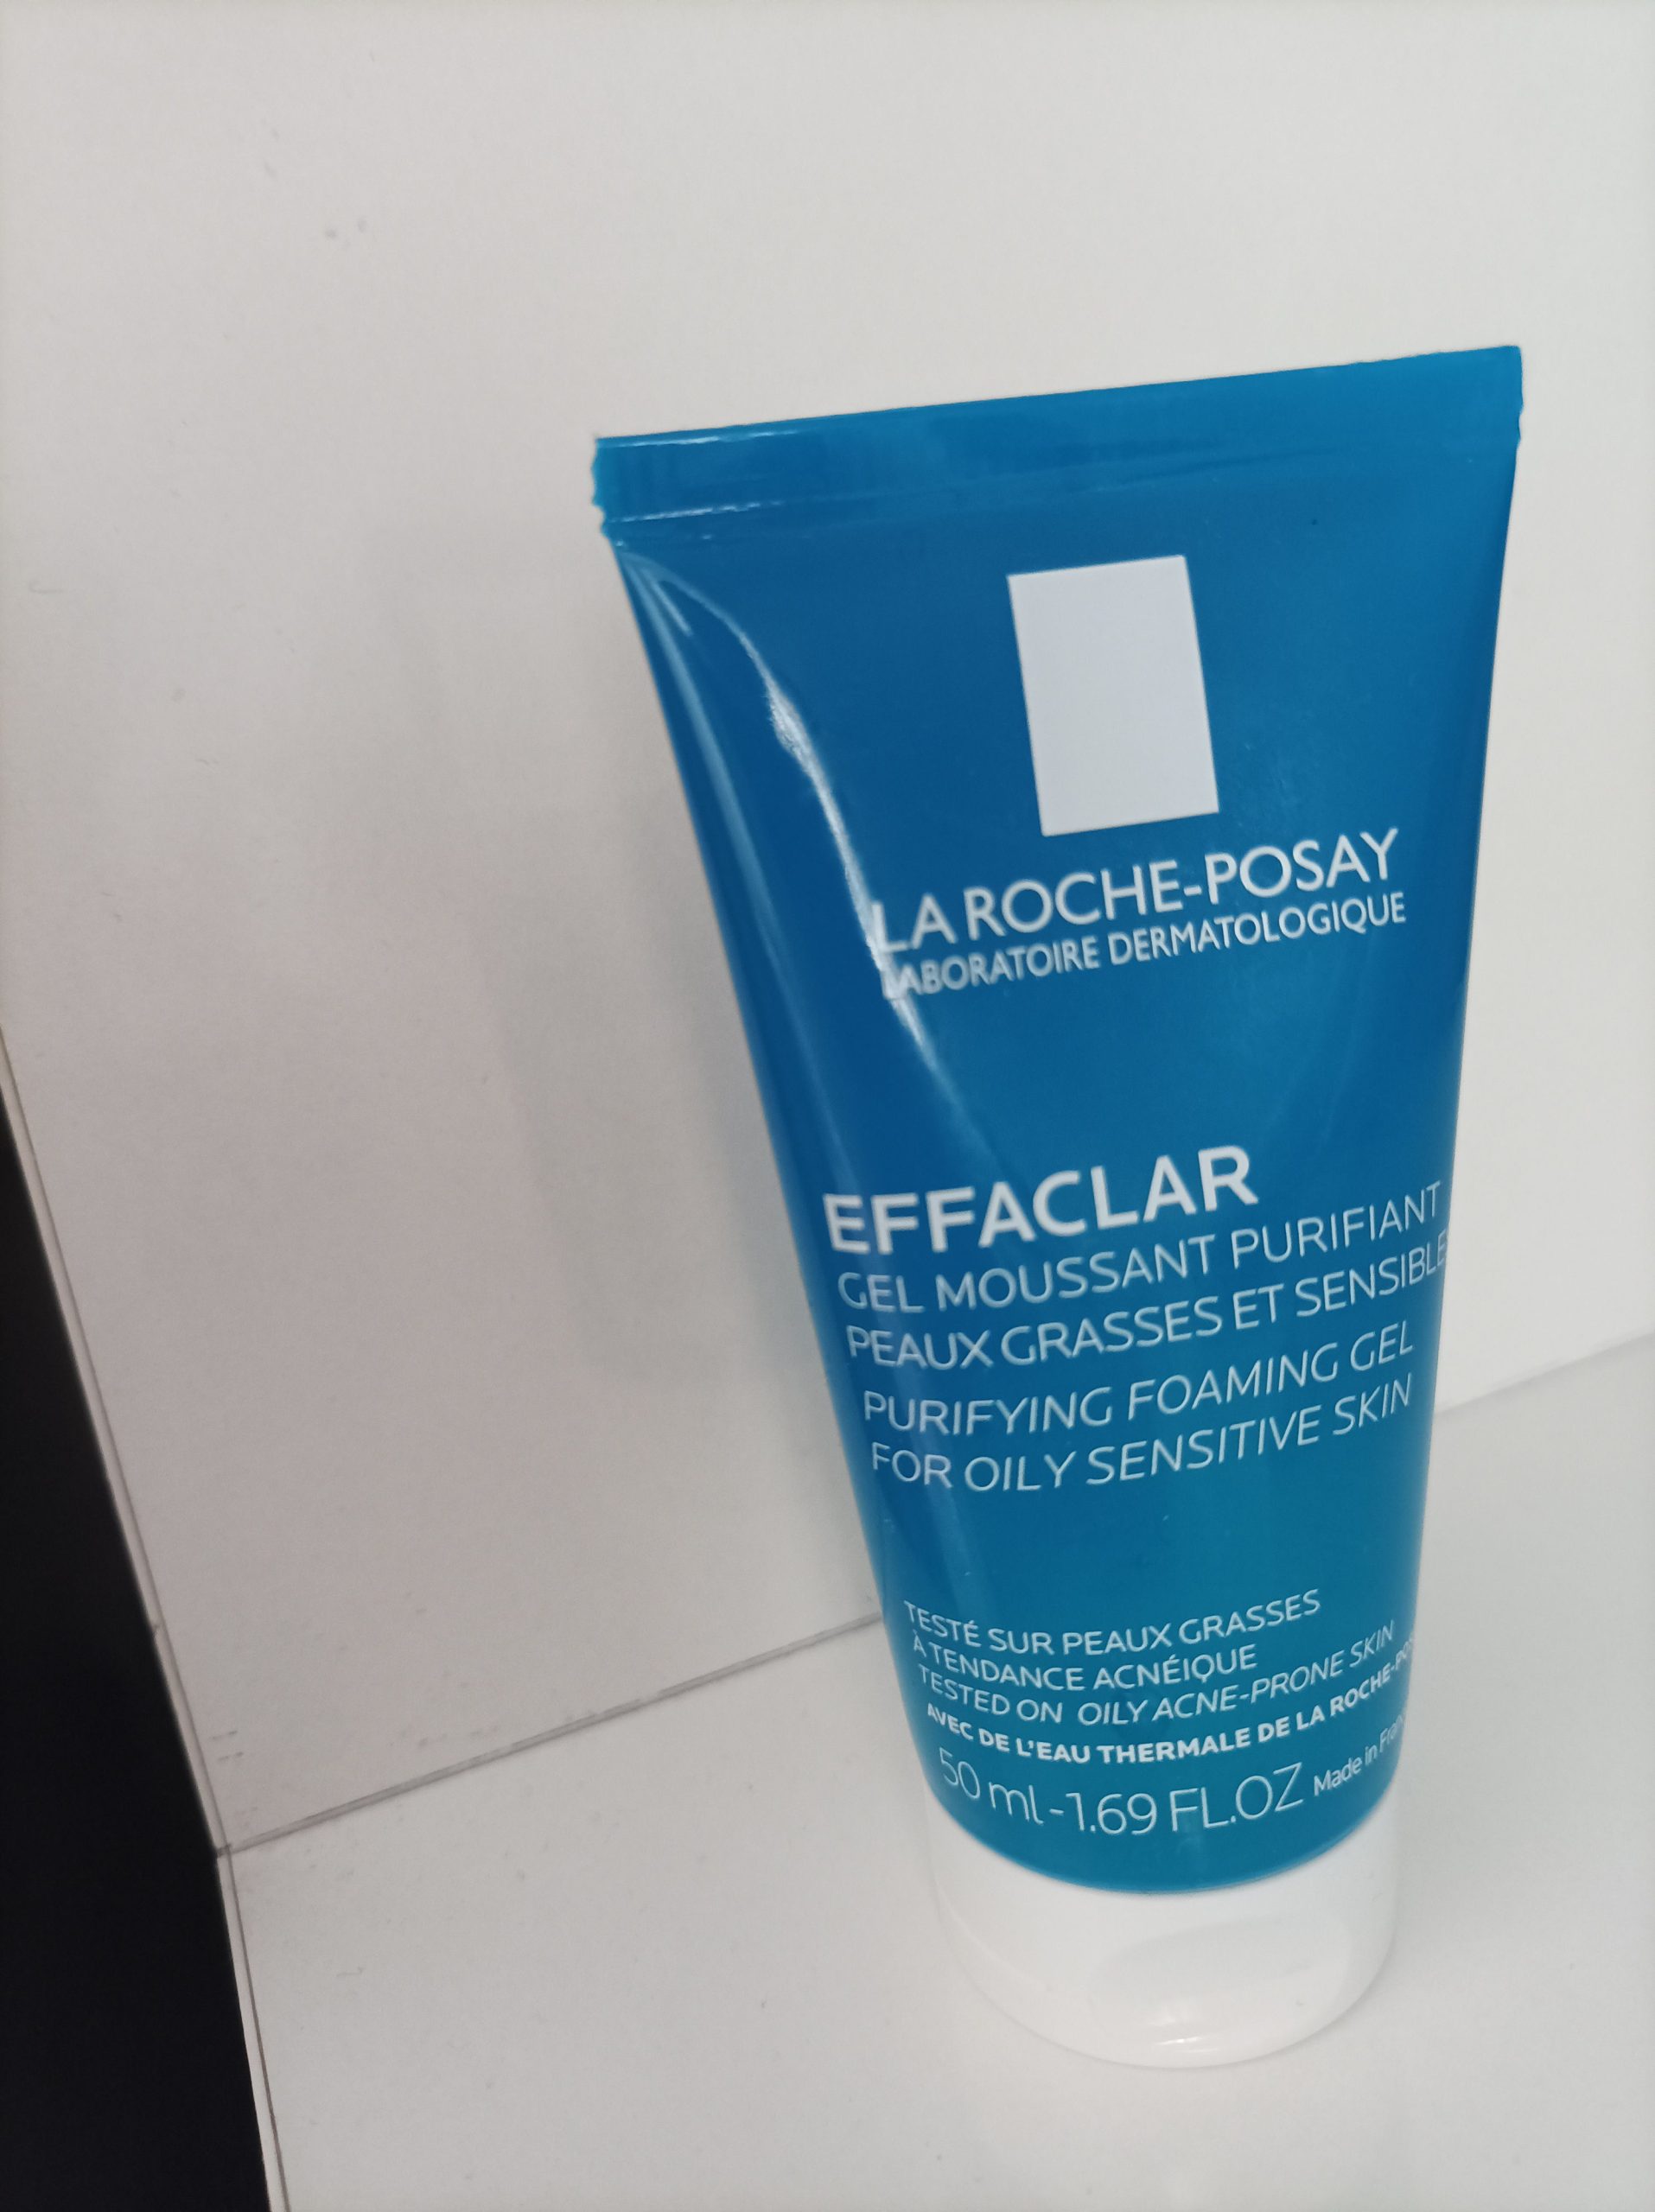 LA ROCHE-POSAY
LABORATOIRE DERMATOLOGIQUE
EFFACLAR
GEL MOUSSANT PURIFIANT
PEAUX GRASSES ET SENSIBLES
PURIFYING FOAMING GEL
FOR OILY SENSITIVE SKIN
TESTÉ SUR PEAUX GRASSES
À TENDANCE ACNÉIQUE
TESTED ON OILY ACNE-PRONE SKIN
AVEC DE L'EAU THERMALE DE LA
50 ml - 1.69 FL.OZ Made in